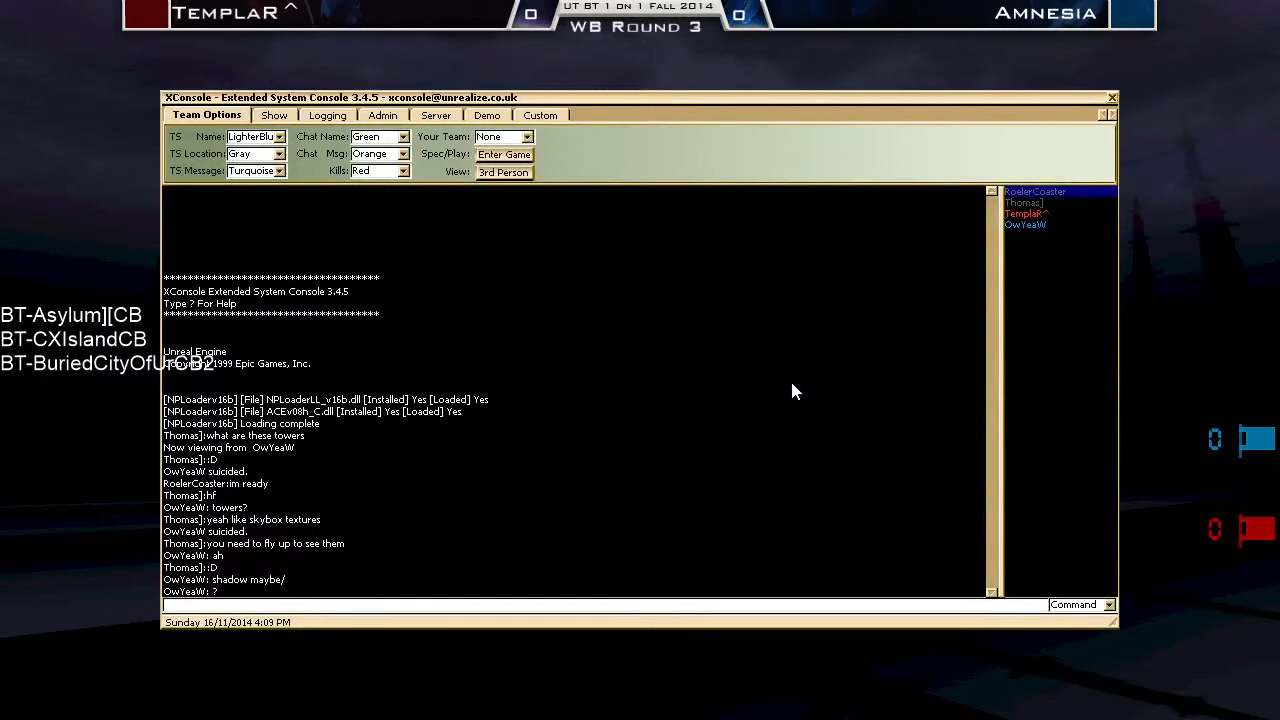 TEMPLAR^
0
UT BT 1 ON 1 FALL 2014
WB ROUND 3
0
AMNESIA
XConsole - Extended System Console 3.4.5 - xconsole@unrealize.co.uk
Team Options Show Logging Admin Server Demo Custom
TS Name: LighterBlu Chat Name: Green Your Team: None
TS Location: Gray Chat Msg: Orange Spec/Play: Enter Game
TS Message: Turquoise Kills: Red View: 3rd Person
RoelerCoaster
Thomas]
TemplaR^
OwYeaW
************************************
XConsole Extended System Console 3.4.5
Type ? For Help
************************************
BT-Asylum][CB
BT-CXIslandCB
BT-BuriedCityOfUrCB2
Unreal Engine
Copyright 1999 Epic Games, Inc.
[NPLoaderv16b] [File] NPLoaderLL_v16b.dll [Installed] Yes [Loaded] Yes
[NPLoaderv16b] [File] ACEv08h_C.dll [Installed] Yes [Loaded] Yes
[NPLoaderv16b] Loading complete
Thomas]:what are these towers
Now viewing from  OwYeaW
Thomas]::D
OwYeaW suicided.
RoelerCoaster:im ready
Thomas]:hf
OwYeaW: towers?
Thomas]:yeah like skybox textures
OwYeaW suicided.
Thomas]:you need to fly up to see them
OwYeaW: ah
Thomas]::D
OwYeaW: shadow maybe/
OwYeaW: ?
Command
Sunday 16/11/2014 4:09 PM
0
0